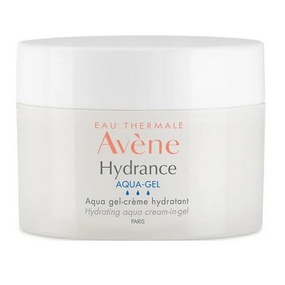 EAU THERMALE
Avène
Hydrance
AQUA-GEL
Aqua gel-crème hydratant
Hydrating aqua cream-in-gel
PARIS